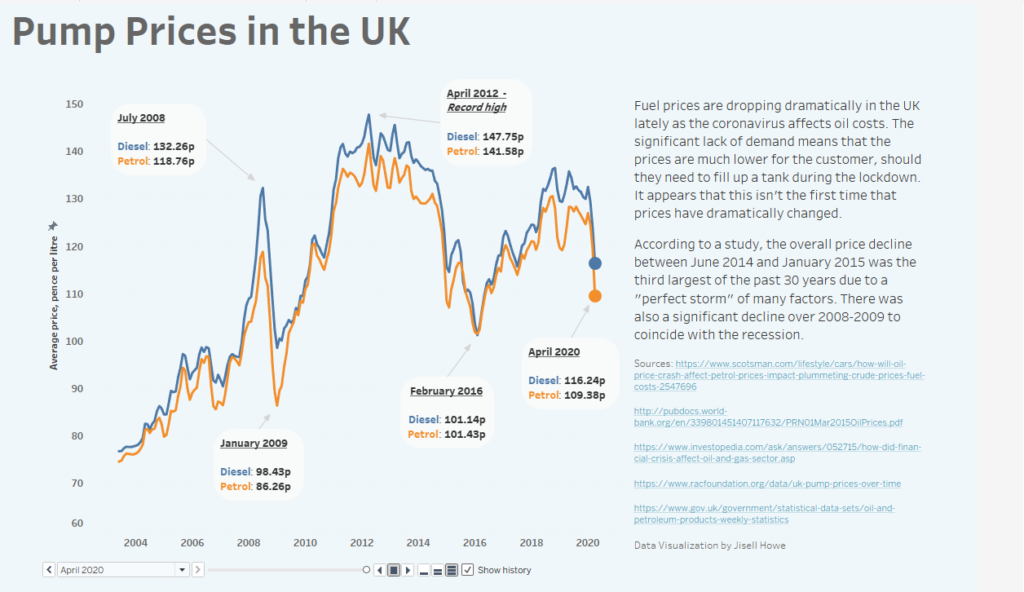 Pump Prices in the UK
150
140
130
120
110
100
90
80
70
60
Average price, pence per litre
2004 2006 2008 2010 2012 2014 2016 2018 2020
July 2008
Diesel: 132.26p
Petrol: 118.76p
April 2012 -
Record high
Diesel: 147.75p
Petrol: 141.58p
January 2009
Diesel: 98.43p
Petrol: 86.26p
February 2016
Diesel: 101.14p
Petrol: 101.43p
April 2020
Diesel: 116.24p
Petrol: 109.38p
April 2020
Show history
Fuel prices are dropping dramatically in the UK
lately as the coronavirus affects oil costs. The
significant lack of demand means that the
prices are much lower for the customer, should
they need to fill up a tank during the lockdown.
It appears that this isn't the first time that
prices have dramatically changed.
According to a study, the overall price decline
between June 2014 and January 2015 was the
third largest of the past 30 years due to a
"perfect storm" of many factors. There was
also a significant decline over 2008-2009 to
coincide with the recession.
Sources: https://www.scotsman.com/lifestyle/cars/how-will-oil-
price-crash-affect-petrol-prices-impact-plummeting-crude-prices-fuel-
costs-2547696
http://pubdocs.world-
bank.org/en/339801451407117632/PRN01Mar2015OilPrices.pdf
https://www.investopedia.com/ask/answers/052715/how-did-finan-
cial-crisis-affect-oil-and-gas-sector.asp
https://www.racfoundation.org/data/uk-pump-prices-over-time
https://www.gov.uk/government/statistical-data-sets/oil-and-
petroleum-products-weekly-statistics
Data Visualization by Jisell Howe